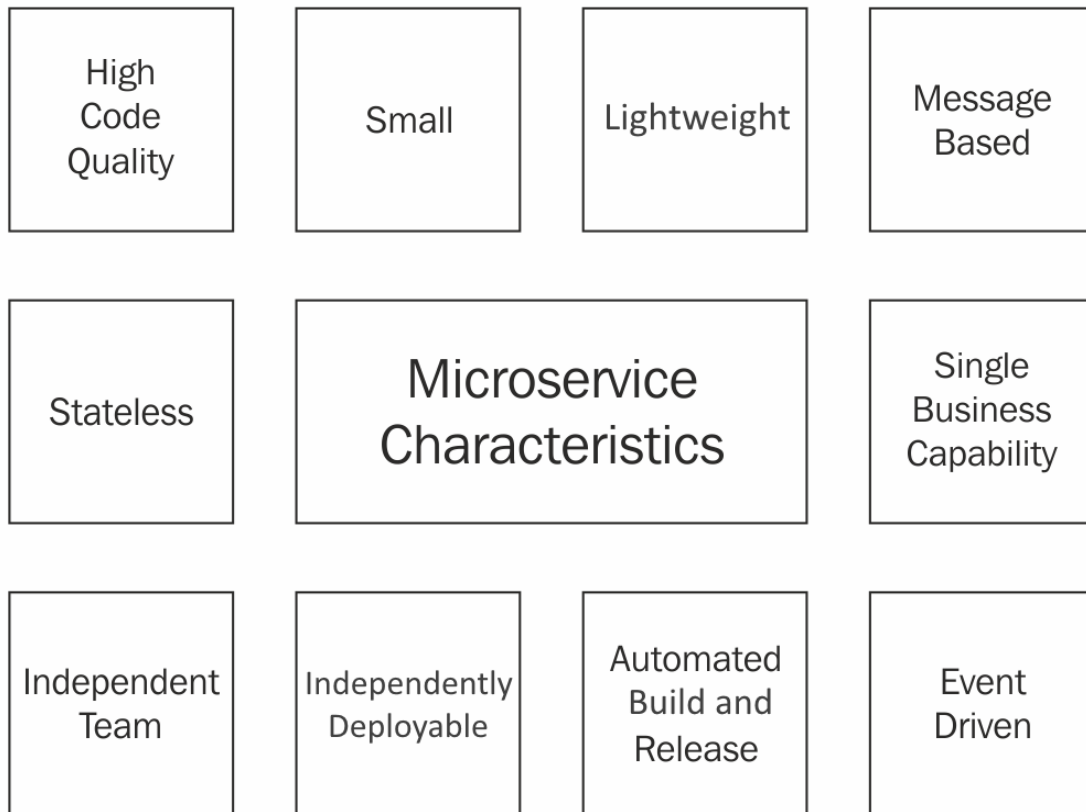 High
Code
Quality
Small
Lightweight
Message
Based
Stateless
Microservice
Characteristics
Single
Business
Capability
Independent
Team
Independently
Deployable
Automated
Build and
Release
Event
Driven